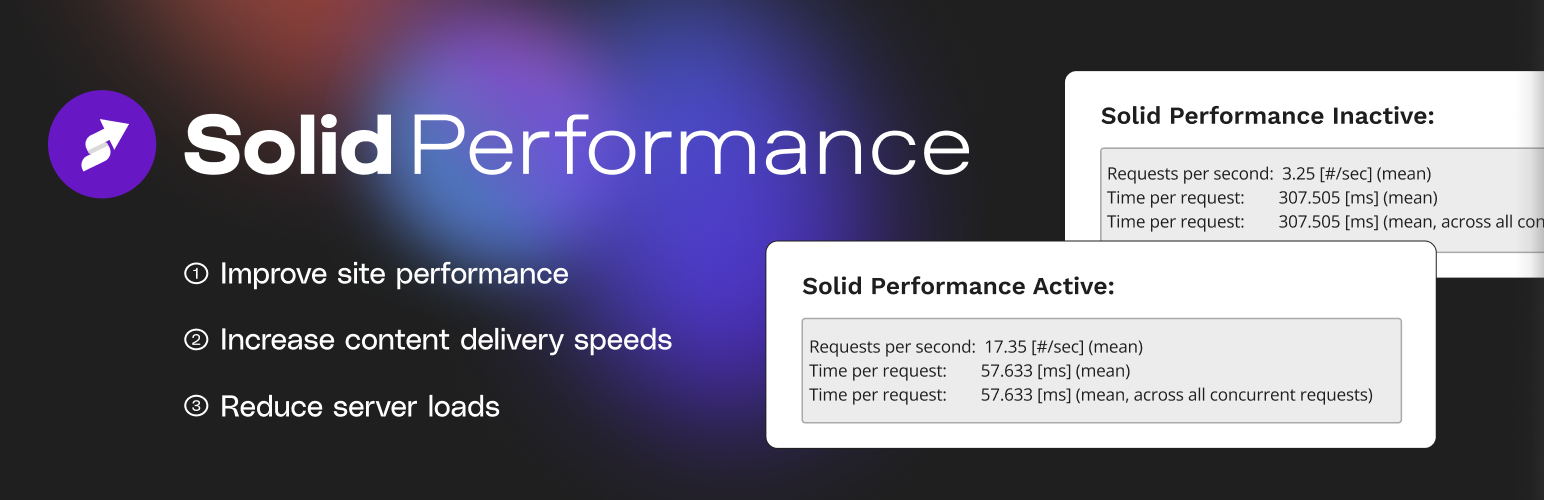 Solid Performance
① Improve site performance
② Increase content delivery speeds
③ Reduce server loads
Solid Performance Inactive:
Requests per second: 3.25 [#/sec] (mean)
Time per request: 307.505 [ms] (mean)
Time per request: 307.505 [ms] (mean, across all con
Solid Performance Active:
Requests per second: 17.35 [#/sec] (mean)
Time per request: 57.633 [ms] (mean)
Time per request: 57.633 [ms] (mean, across all concurrent requests)